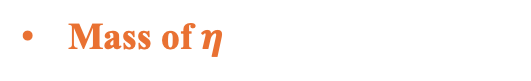 • Mass of η